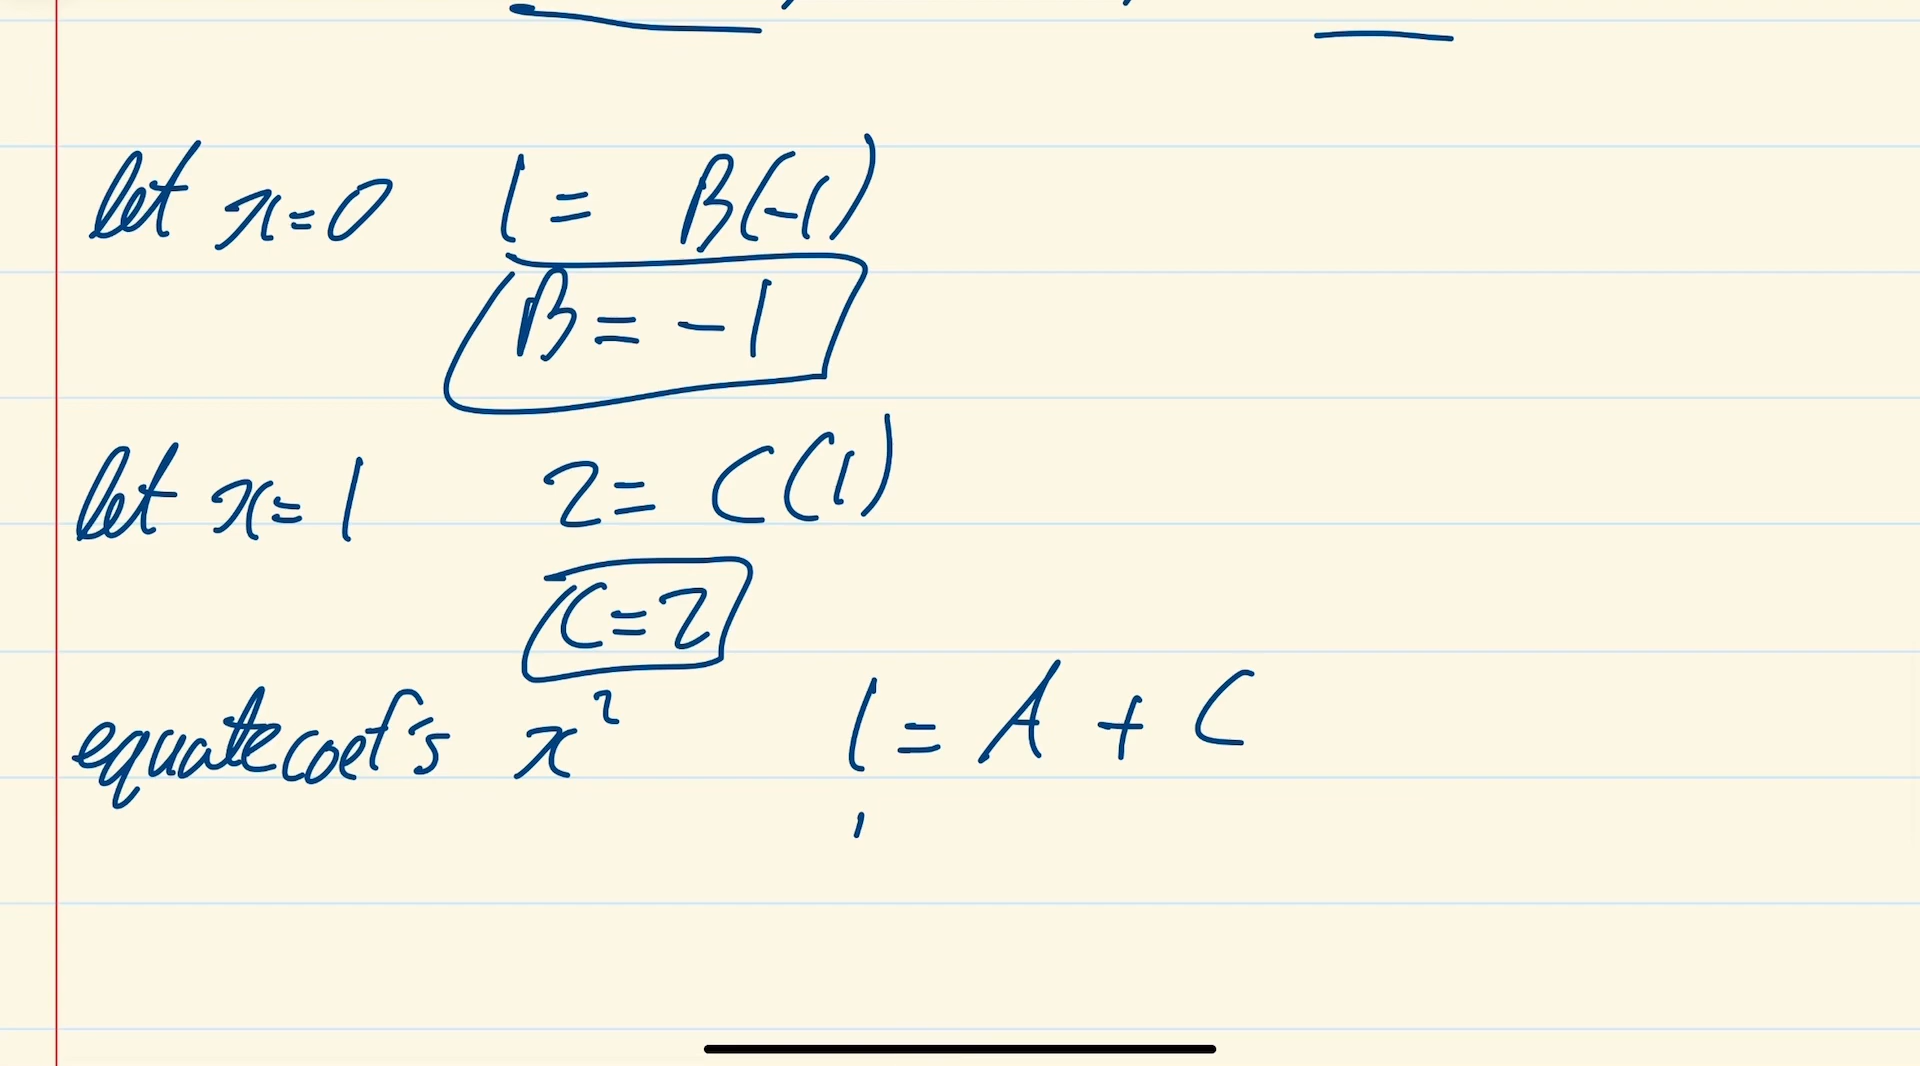 let x=0 1 = B(-1)
B = -1
let x=1 2 = C(1)
C=2
equate coef's x² 1 = A + C